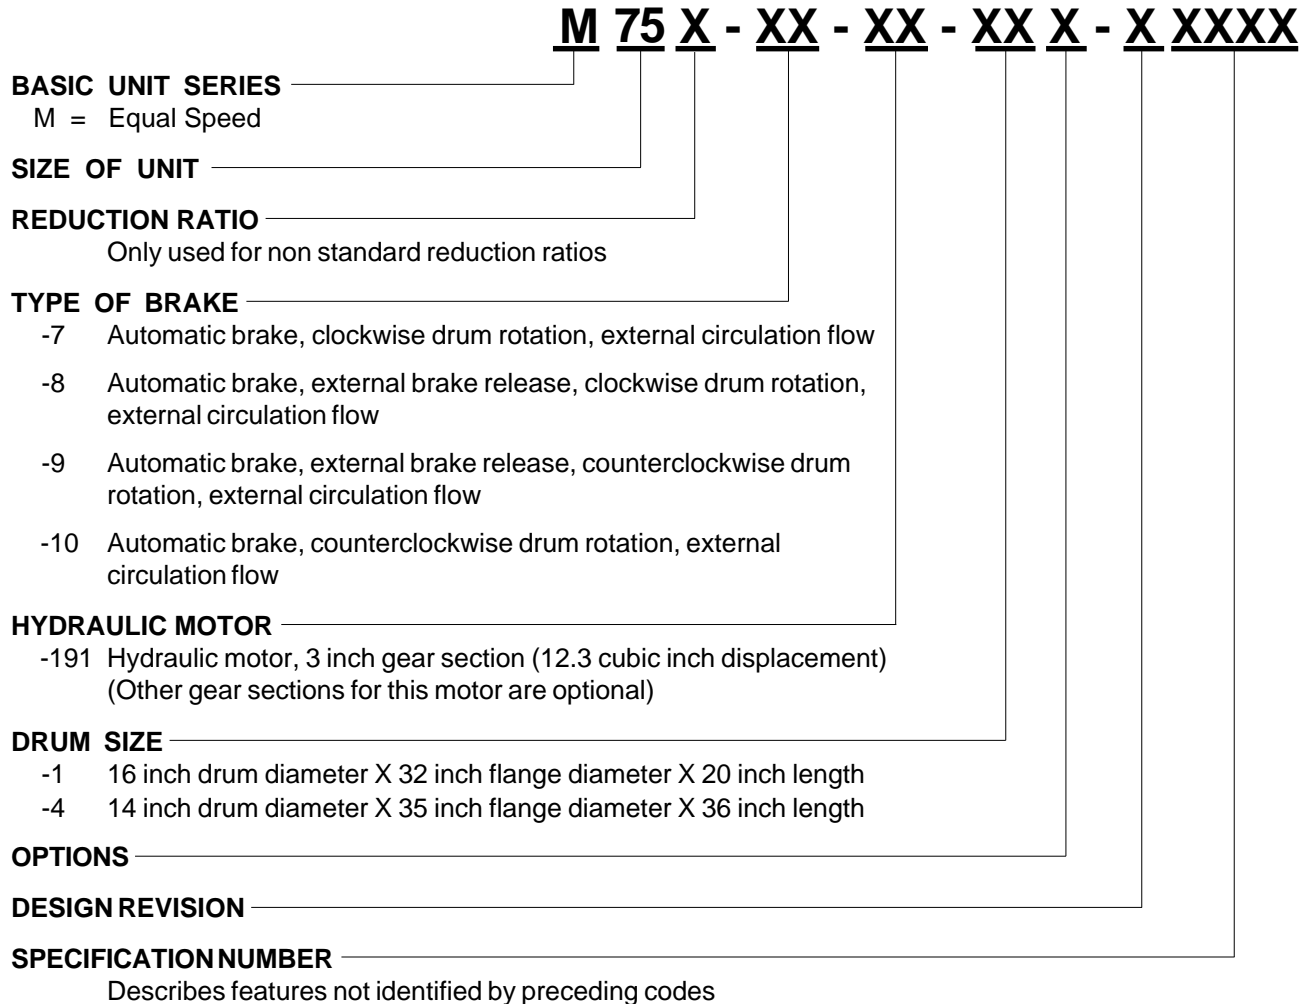 M 75 X - XX - XX - XX X - X XXXX
BASIC UNIT SERIES
M = Equal Speed
SIZE OF UNIT
REDUCTION RATIO
Only used for non standard reduction ratios
TYPE OF BRAKE
-7 Automatic brake, clockwise drum rotation, external circulation flow
-8 Automatic brake, external brake release, clockwise drum rotation,
external circulation flow
-9 Automatic brake, external brake release, counterclockwise drum
rotation, external circulation flow
-10 Automatic brake, counterclockwise drum rotation, external
circulation flow
HYDRAULIC MOTOR
-191 Hydraulic motor, 3 inch gear section (12.3 cubic inch displacement)
(Other gear sections for this motor are optional)
DRUM SIZE
-1 16 inch drum diameter X 32 inch flange diameter X 20 inch length
-4 14 inch drum diameter X 35 inch flange diameter X 36 inch length
OPTIONS
DESIGN REVISION
SPECIFICATION NUMBER
Describes features not identified by preceding codes